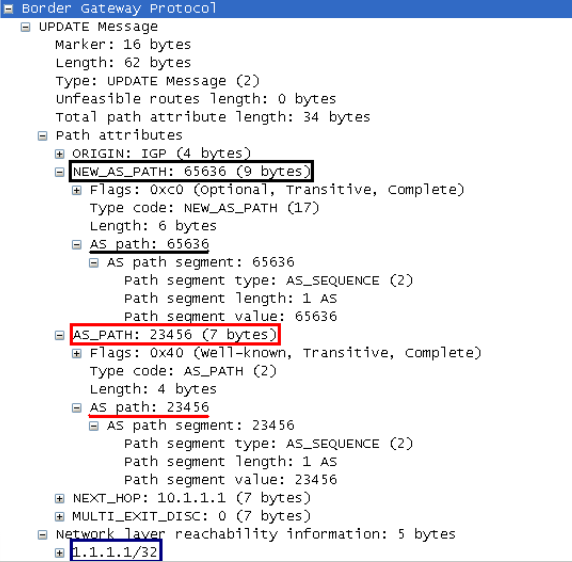 Border Gateway Protocol
UPDATE Message
Marker: 16 bytes
Length: 62 bytes
Type: UPDATE Message (2)
Unfeasible routes length: 0 bytes
Total path attribute length: 34 bytes
Path attributes
ORIGIN: IGP (4 bytes)
NEW_AS_PATH: 65636 (9 bytes)
Flags: 0xc0 (Optional, Transitive, Complete)
Type code: NEW_AS_PATH (17)
Length: 6 bytes
AS path: 65636
AS path segment: 65636
Path segment type: AS_SEQUENCE (2)
Path segment length: 1 AS
Path segment value: 65636
AS_PATH: 23456 (7 bytes)
Flags: 0x40 (Well-known, Transitive, Complete)
Type code: AS_PATH (2)
Length: 4 bytes
AS path: 23456
AS path segment: 23456
Path segment type: AS_SEQUENCE (2)
Path segment length: 1 AS
Path segment value: 23456
NEXT_HOP: 10.1.1.1 (7 bytes)
MULTI_EXIT_DISC: 0 (7 bytes)
Network layer reachability information: 5 bytes
1.1.1.1/32